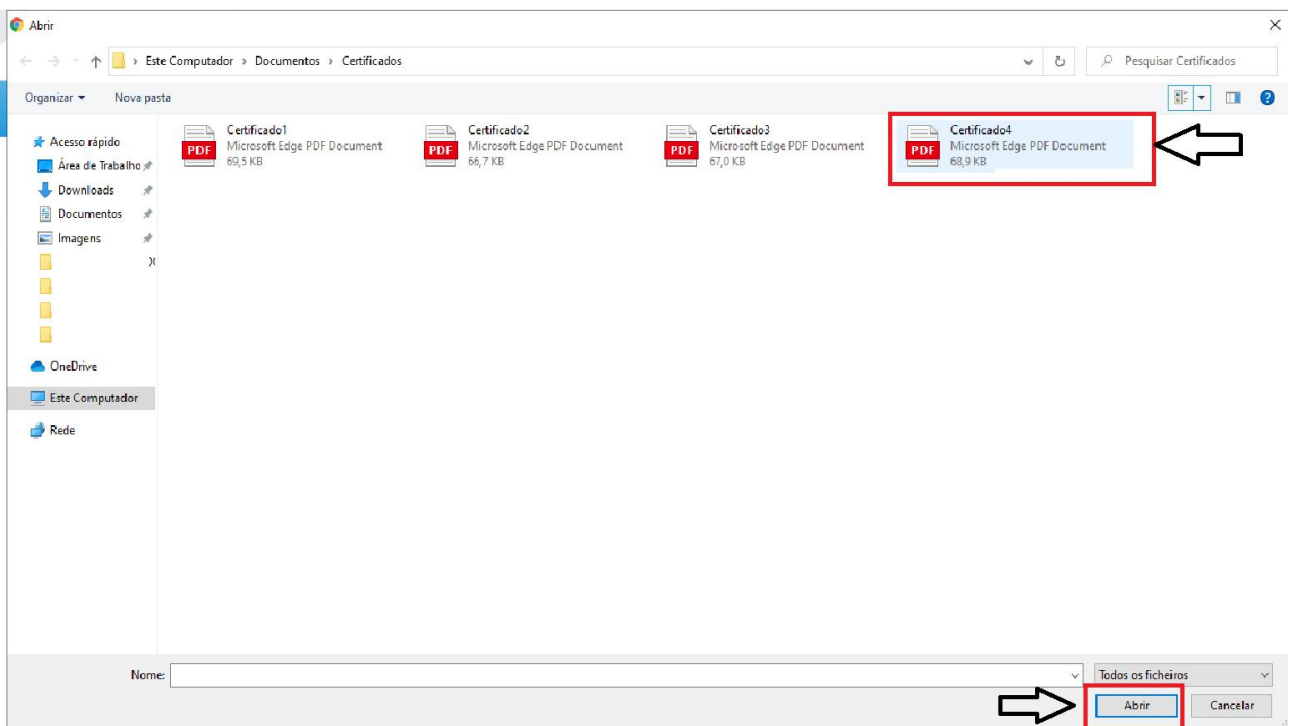 Abrir
Este Computador › Documentos › Certificados
Pesquisar Certificados
Organizar
Nova pasta
Acesso rápido
Área de Trabalho
Downloads
Documentos
Imagens
OneDrive
Este Computador
Rede
PDF
Certificado1
Microsoft Edge PDF Document
69,5 KB
PDF
Certificado2
Microsoft Edge PDF Document
66,7 KB
PDF
Certificado3
Microsoft Edge PDF Document
67,0 KB
PDF
Certificado4
Microsoft Edge PDF Document
68,9 KB
Nome:
Todos os ficheiros
Abrir
Cancelar